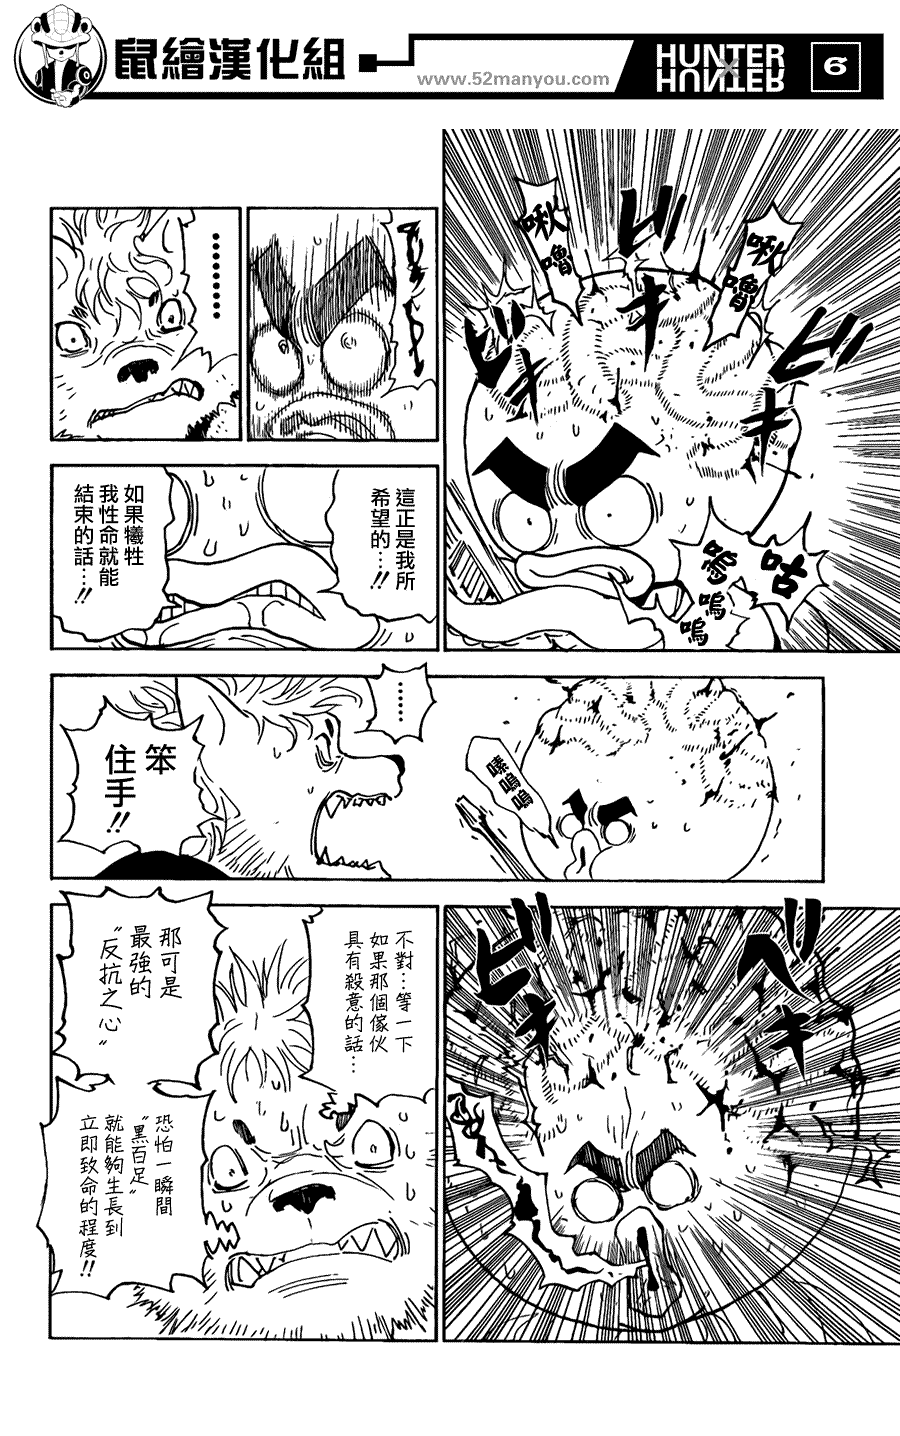 鼠繪漢化組
www.52manyou.com
HUNTER
X
HUNTER
6
啾
嚕
ビ
キ
啾
嚕
ビ
キ
ビ
キ
咕
嗚
嗚
嗚
………
這正是我所
希望的…!!
如果犧牲
我性命就能
結束的話…!!
嗉
嗚
嗚
……
笨
住手!!
ビ
キ
ビ
キ
不對…等一下
如果那個傢伙
具有殺意的話…
那可是
最強的
“反抗之心”
恐怕一瞬間
“黑百足”
就能夠生長到
立即致命的程度!!